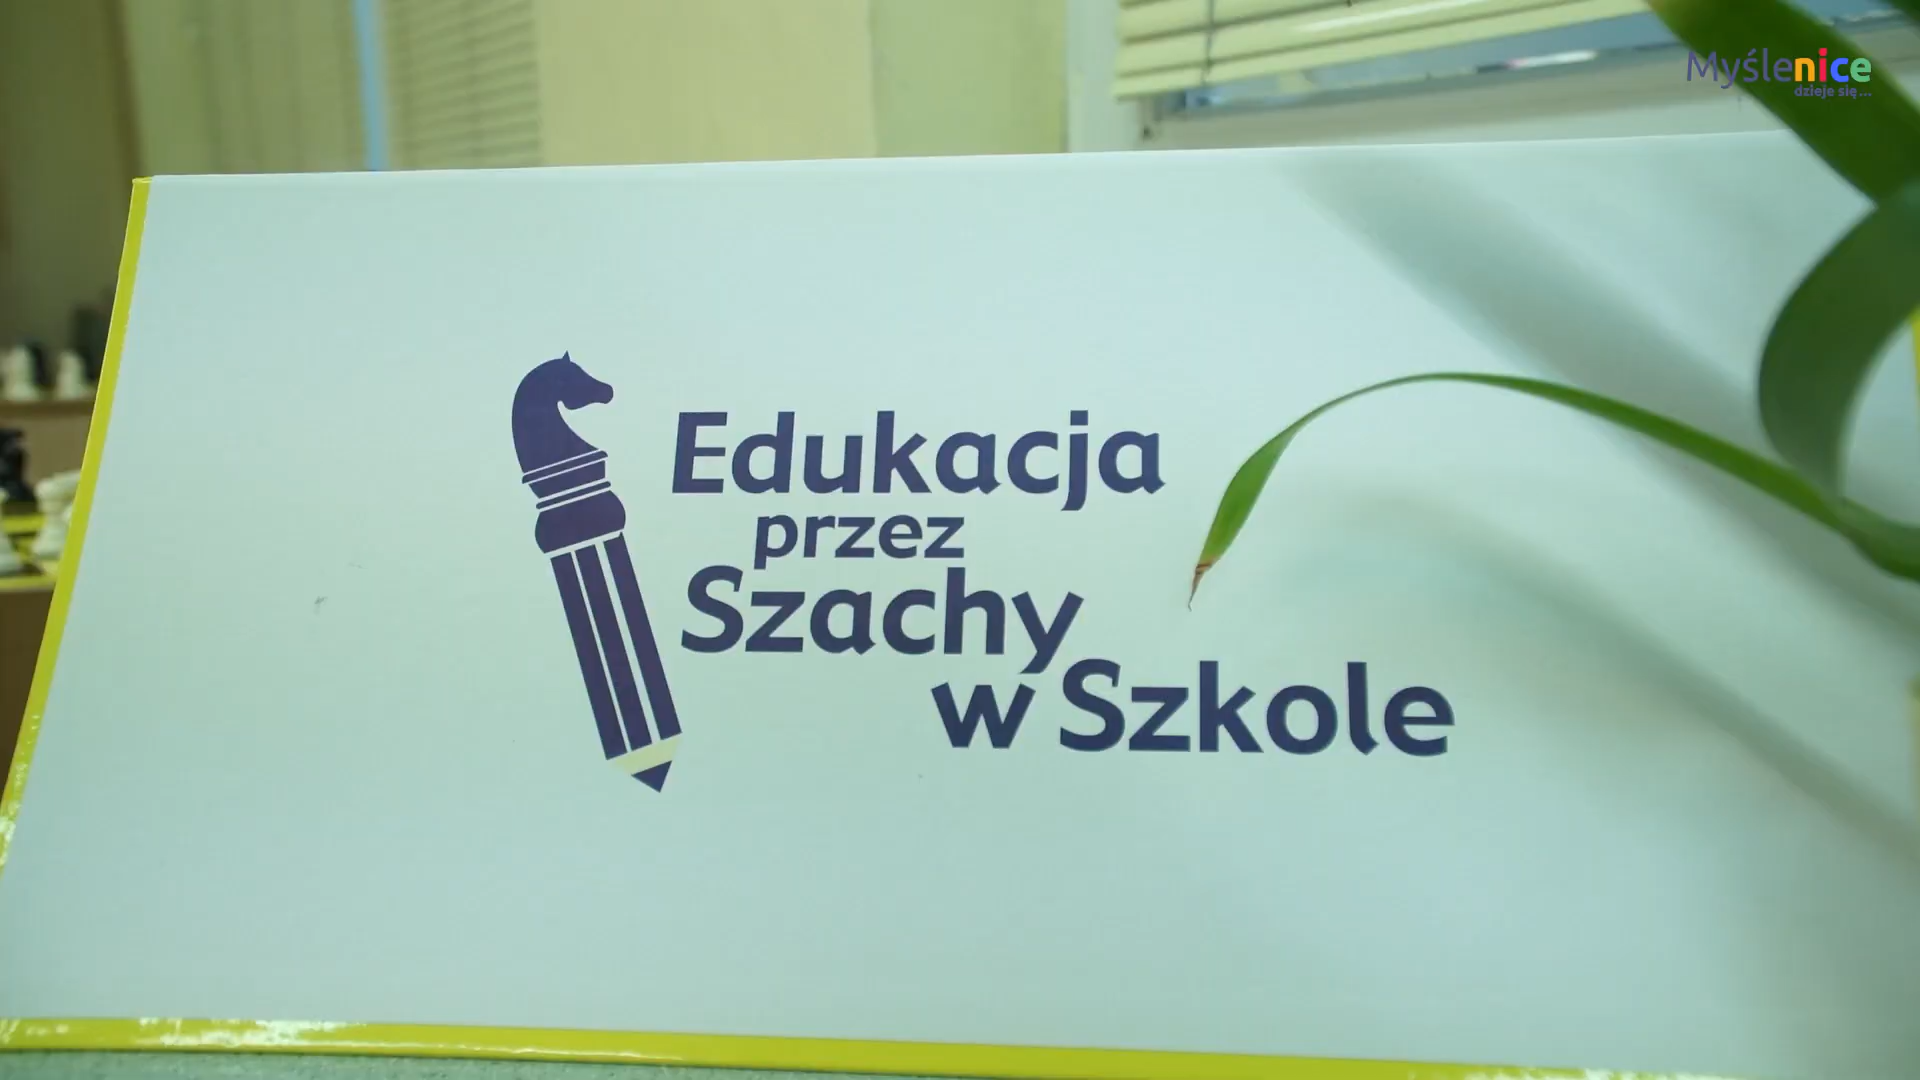 Myślenice
dzieje się...
Edukacja
przez
Szachy
w Szkole